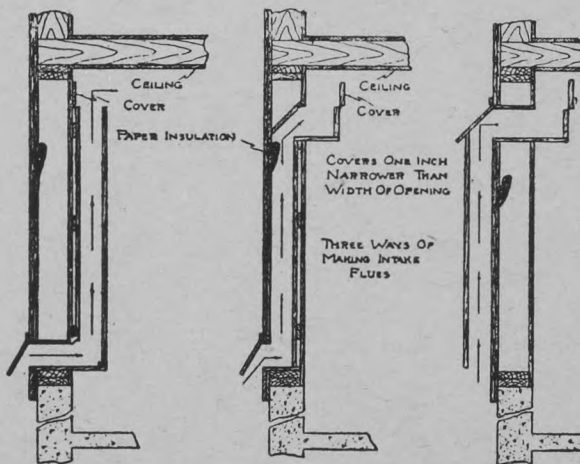 CEILING
COVER
PAPER INSULATION
CEILING
COVER
COVERS ONE INCH
NARROWER THAN
WIDTH OF OPENING
THREE WAYS OF
MAKING INTAKE
FLUES